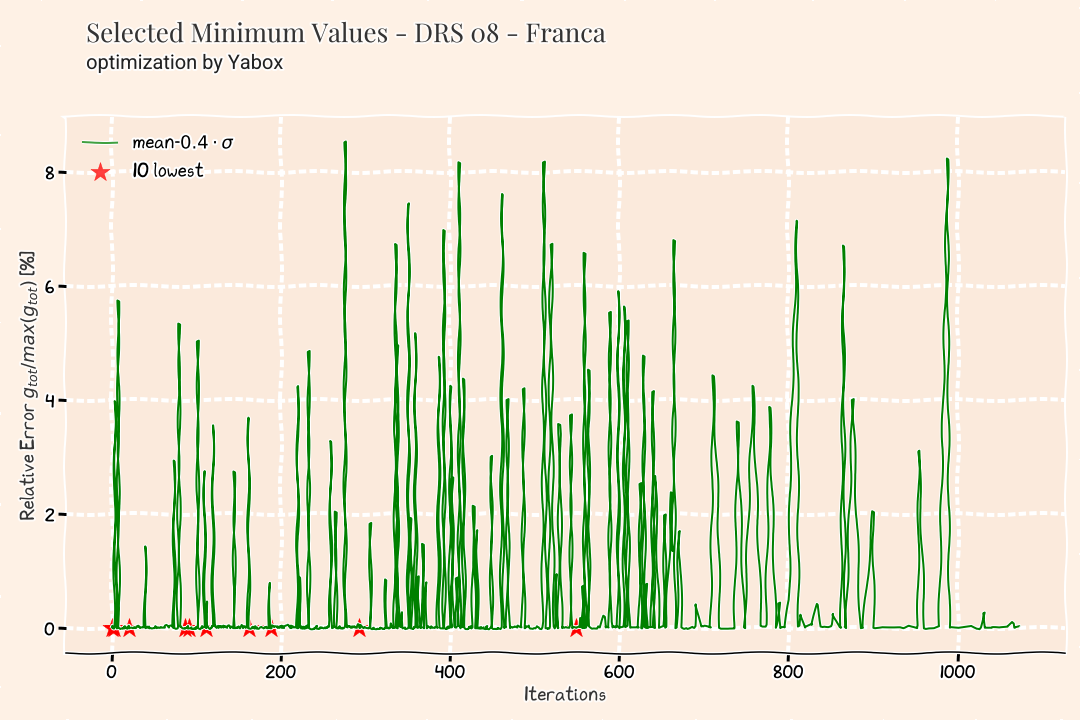 Selected Minimum Values - DRS 08 - Franca
optimization by Yabox
mean-0.4 · σ
10 lowest
8
6
4
2
0
Relative Error g_tot/max(g_tot) [%]
0 200 400 600 800 1000
Iterations